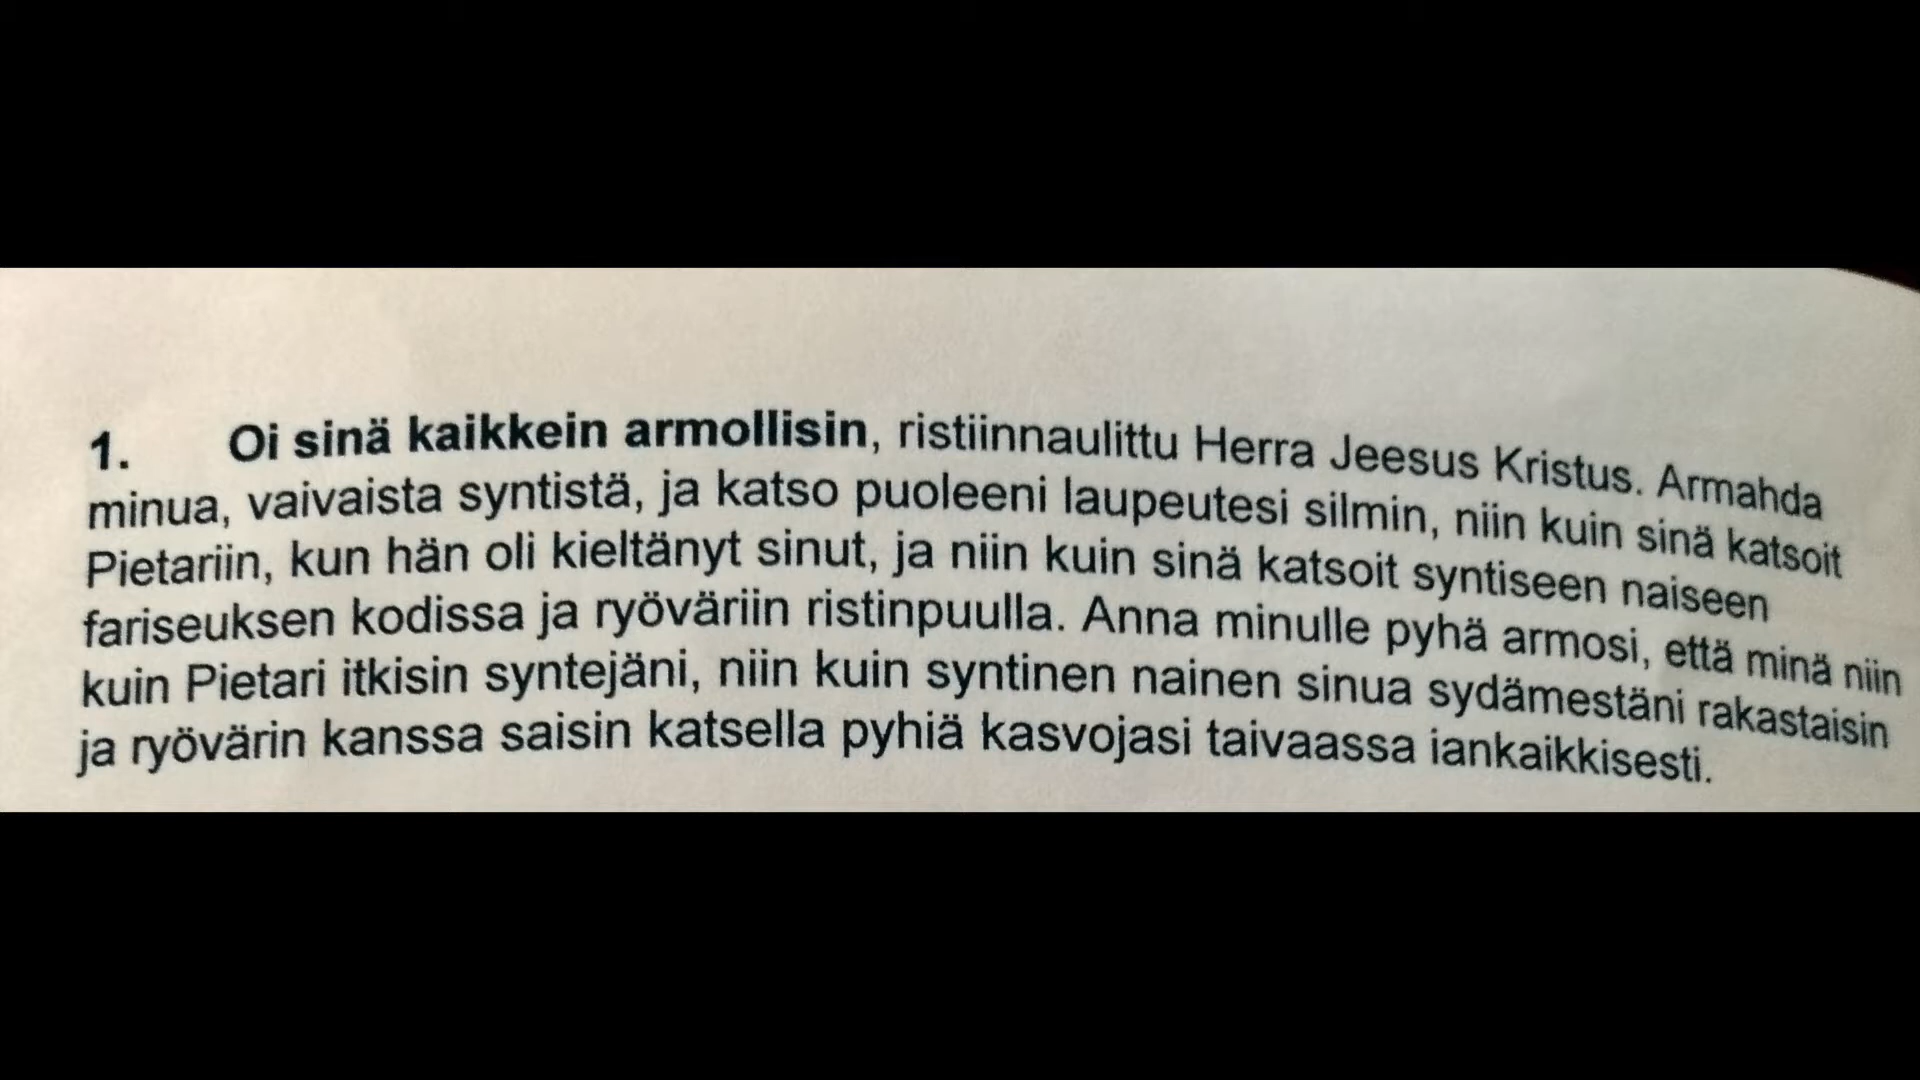 1. Oi sinä kaikkein armollisin, ristiinnaulittu Herra Jeesus Kristus. Armahda
minua, vaivaista syntistä, ja katso puoleeni laupeutesi silmin, niin kuin sinä katsoit
Pietariin, kun hän oli kieltänyt sinut, ja niin kuin sinä katsoit syntiseen naiseen
fariseuksen kodissa ja ryöväriin ristinpuulla. Anna minulle pyhä armosi, että minä niin
kuin Pietari itkisin syntejäni, niin kuin syntinen nainen sinua sydämestäni rakastaisin
ja ryövärin kanssa saisin katsella pyhiä kasvojasi taivaassa iankaikkisesti.